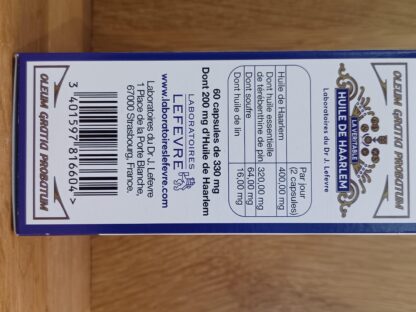 OLEUM GRATIA PROBATUM
LA VERITABLE
HUILE DE HAARLEM
Laboratoires du Dr J. Lefevre
Par jour
(2 capsules)
Huile de Haarlem 400,00 mg
Dont huile essentielle
de térébenthine de pin 320,00 mg
Dont soufre 64,00 mg
Dont huile de lin 16,00 mg
60 capsules de 330 mg
Dont 200 mg d'Huile de Haarlem
LABORATOIRES
LEFEVRE
www.laboratoireslefevre.com
Laboratoires du Dr J. Lefevre
1 Place de la Porte Blanche,
67000 Strasbourg, France.
3 401597 816604 >
OLEUM GRATIA PROBATUM